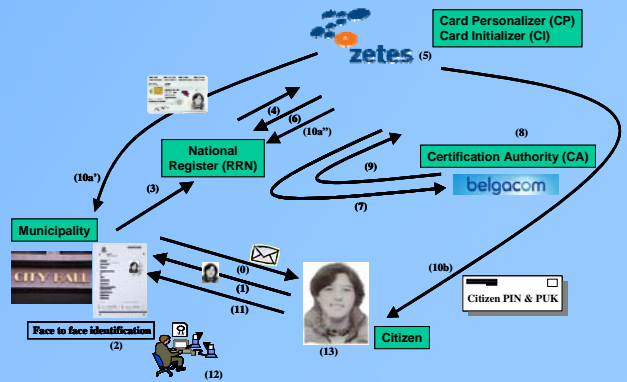 Card Personalizer (CP)
Card Initializer (CI)
zetes
(5)
(4)
(6)
(10a'')
(8)
National
Register (RRN)
Certification Authority (CA)
(9)
belgacom
(10a')
(3)
(7)
Municipality
CITY HALL
(0)
(1)
(10b)
(11)
Citizen PIN & PUK
Face to face identification
(2)
Citizen
(13)
(12)